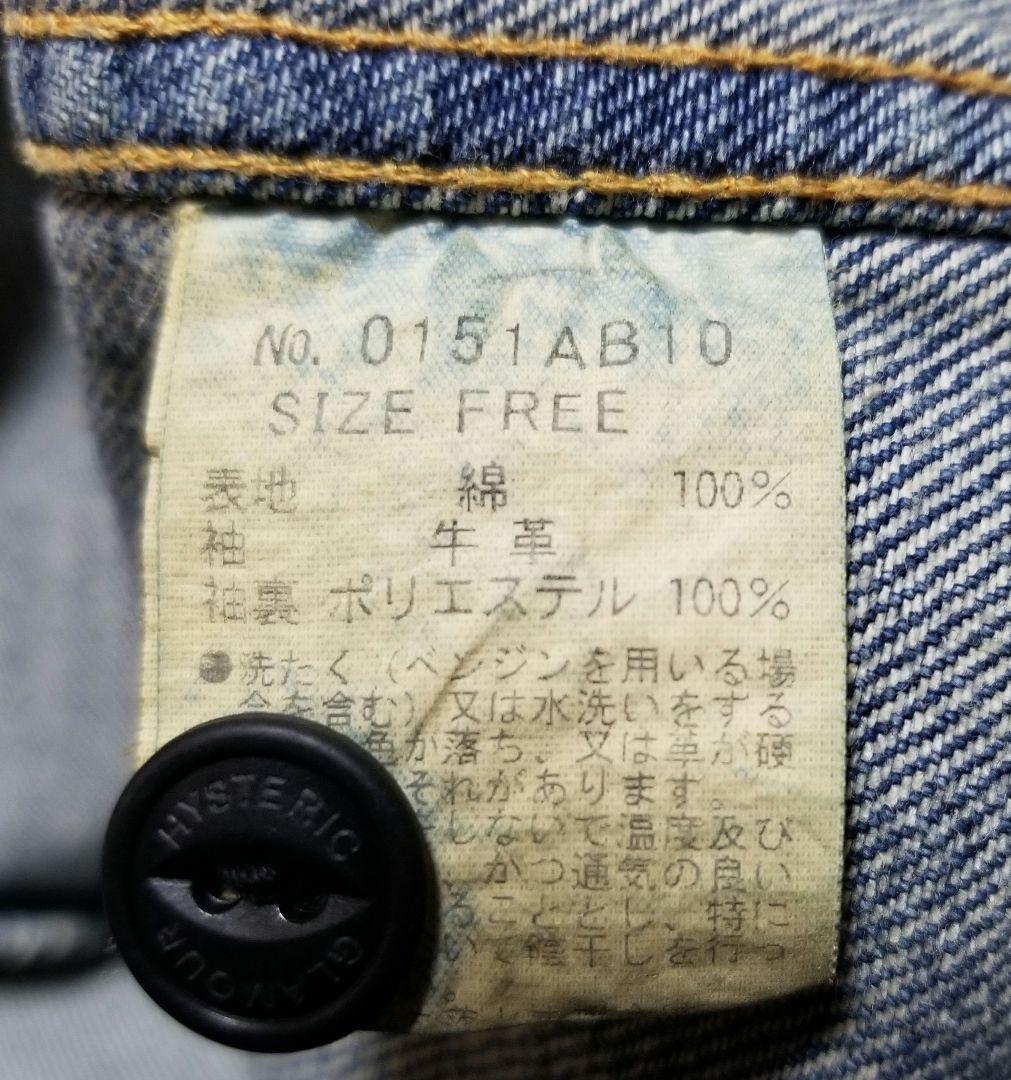 No. 0151AB10
SIZE FREE
表地 綿 100%
袖 牛革
袖裏 ポリエステル 100%
●洗たく(ベンジンを用いる場
合を含む)又は水洗いをする
色が落ち、又は革が硬
それがあります。
しないで温度及び
かつ通気の良い
ることとし、特に
いて陰干しを行っ
HYSTERIC
GLAMOUR